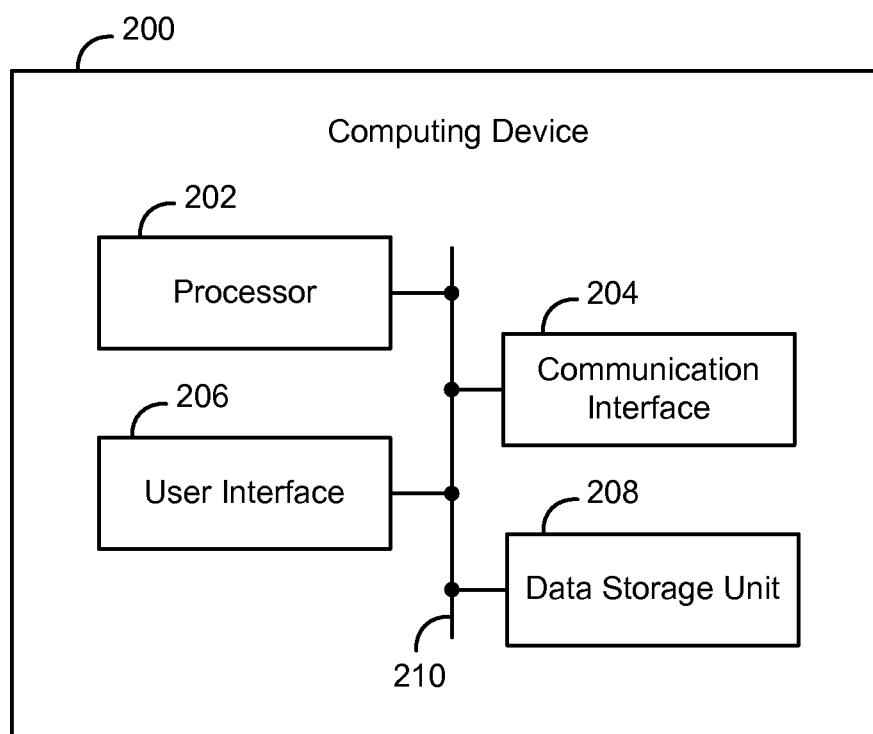 200
Computing Device
202
Processor
204
Communication
Interface
206
User Interface
208
Data Storage Unit
210